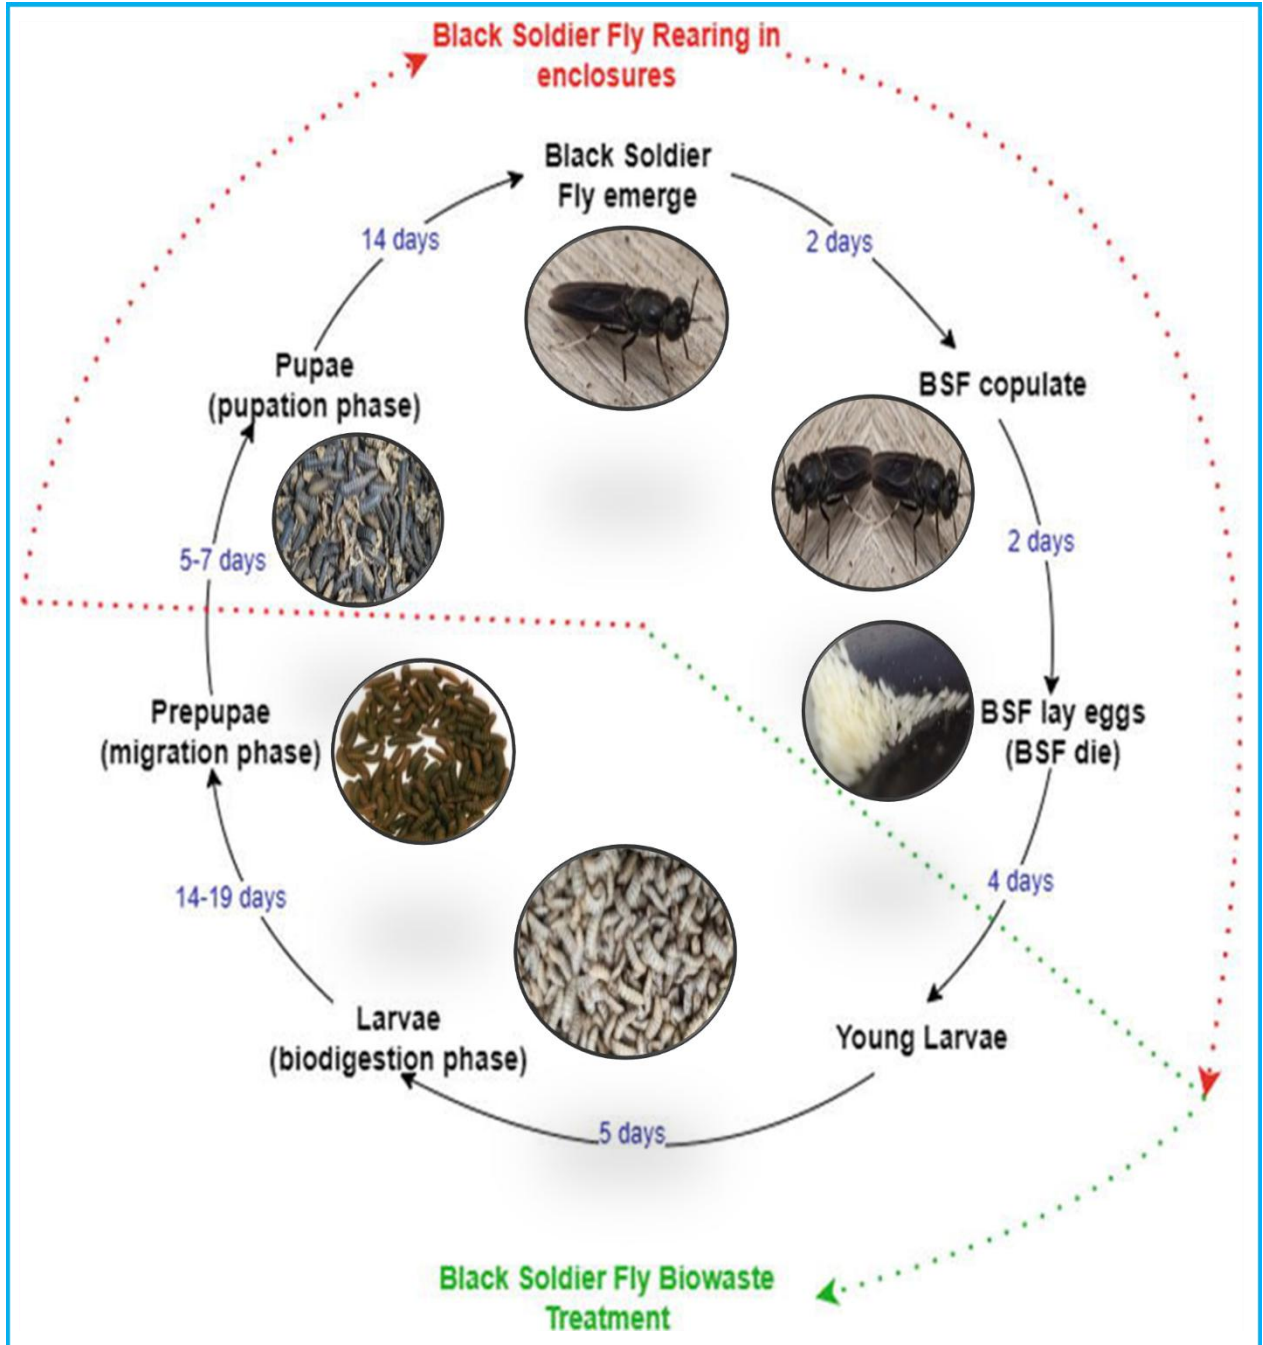 Black Soldier Fly Rearing in
enclosures
Black Soldier
Fly emerge
14 days
2 days
Pupae
(pupation phase)
BSF copulate
5-7 days
2 days
Prepupae
(migration phase)
BSF lay eggs
(BSF die)
14-19 days
4 days
Larvae
(biodigestion phase)
Young Larvae
5 days
Black Soldier Fly Biowaste
Treatment